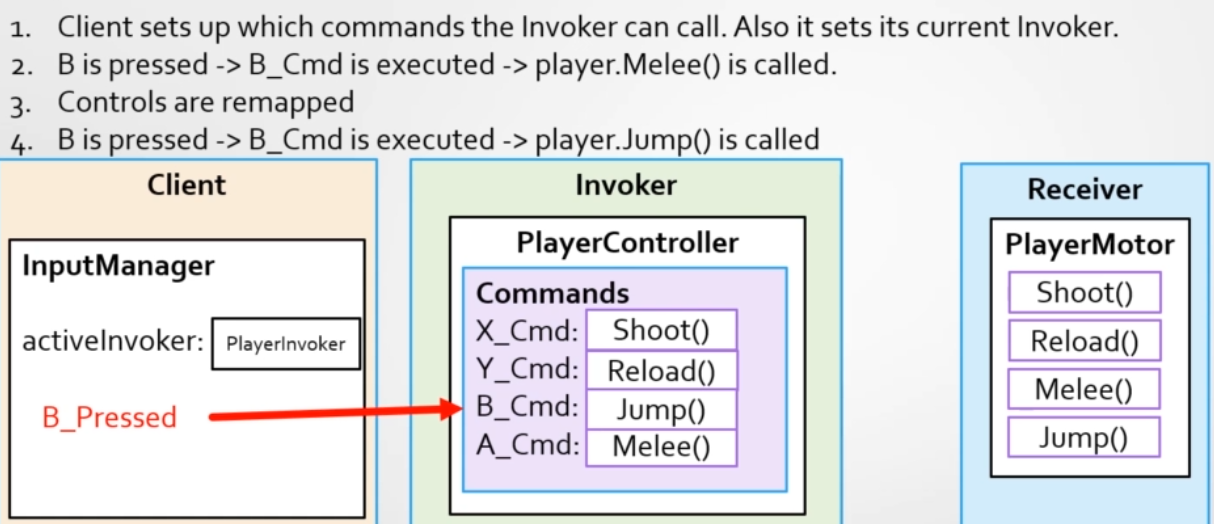 1. Client sets up which commands the Invoker can call. Also it sets its current Invoker.
2. B is pressed -> B_Cmd is executed -> player.Melee() is called.
3. Controls are remapped
4. B is pressed -> B_Cmd is executed -> player.Jump() is called
Client
InputManager
activeInvoker: PlayerInvoker
B_Pressed
Invoker
PlayerController
Commands
X_Cmd: Shoot()
Y_Cmd: Reload()
B_Cmd: Jump()
A_Cmd: Melee()
Receiver
PlayerMotor
Shoot()
Reload()
Melee()
Jump()